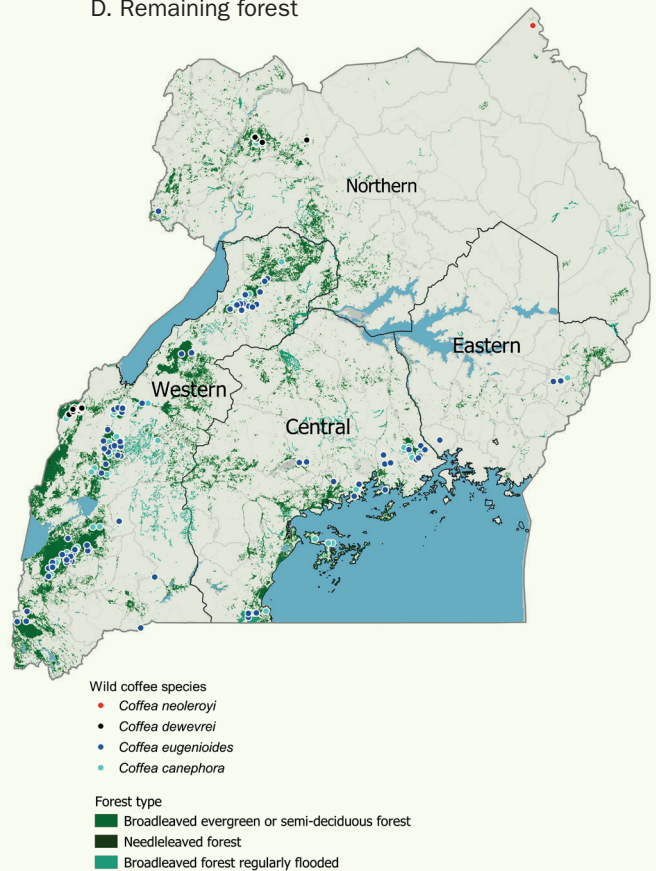 D. Remaining forest
Northern
Eastern
Western
Central
Wild coffee species
Coffea neoleroyi
Coffea dewevrei
Coffea eugenioides
Coffea canephora
Forest type
Broadleaved evergreen or semi-deciduous forest
Needleleaved forest
Broadleaved forest regularly flooded